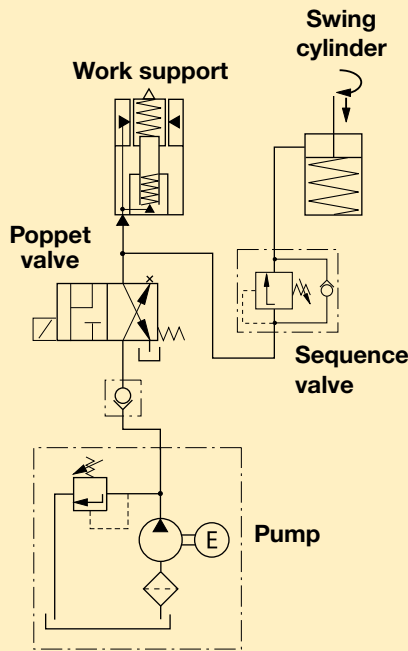 Swing
cylinder
Work support
Poppet
valve
Sequence
valve
Pump
E